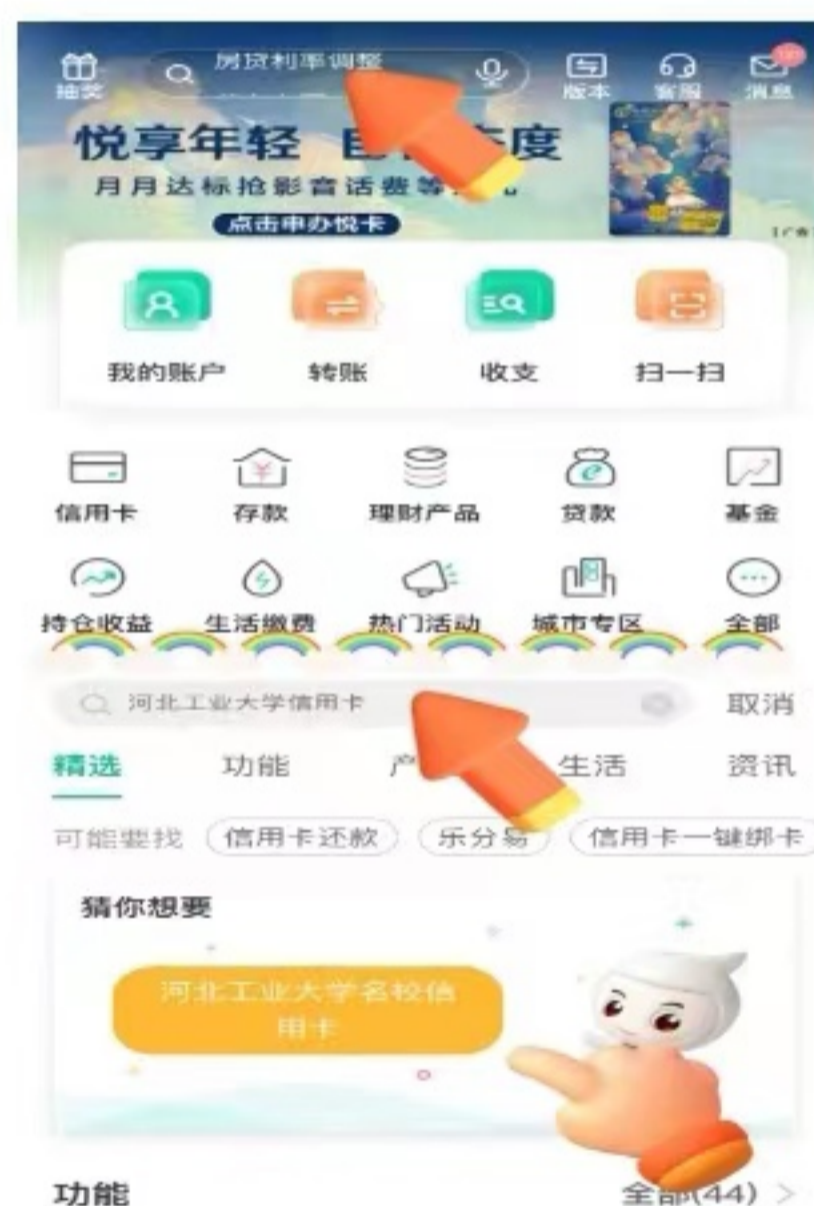 房贷利率调整
抽奖
版本
客服
消息
悦享年轻
度
月月达标抢影音话费等
点击申办悦卡
我的账户
转账
收支
扫一扫
信用卡
存款
理财产品
贷款
基金
持仓收益
生活缴费
热门活动
城市专区
全部
河北工业大学信用卡
取消
精选
功能
产
生活
资讯
可能要找
信用卡还款
乐分易
信用卡一键绑卡
猜你想要
河北工业大学名校信
用卡
功能
全部(44) >